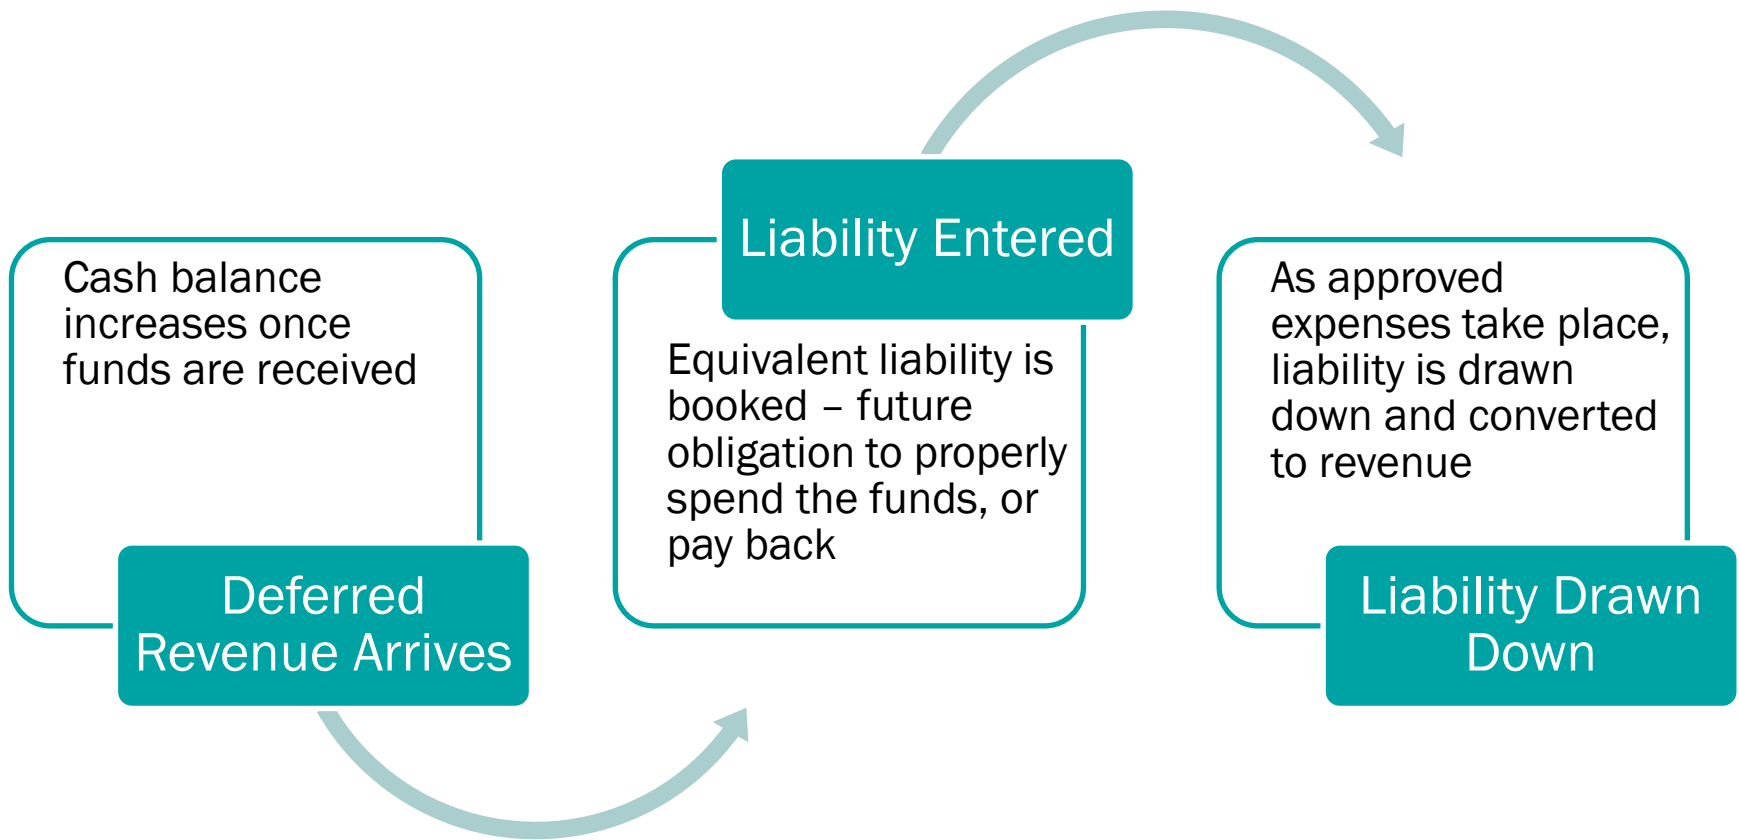 Cash balance
increases once
funds are received
Deferred
Revenue Arrives
Liability Entered
Equivalent liability is
booked – future
obligation to properly
spend the funds, or
pay back
As approved
expenses take place,
liability is drawn
down and converted
to revenue
Liability Drawn
Down